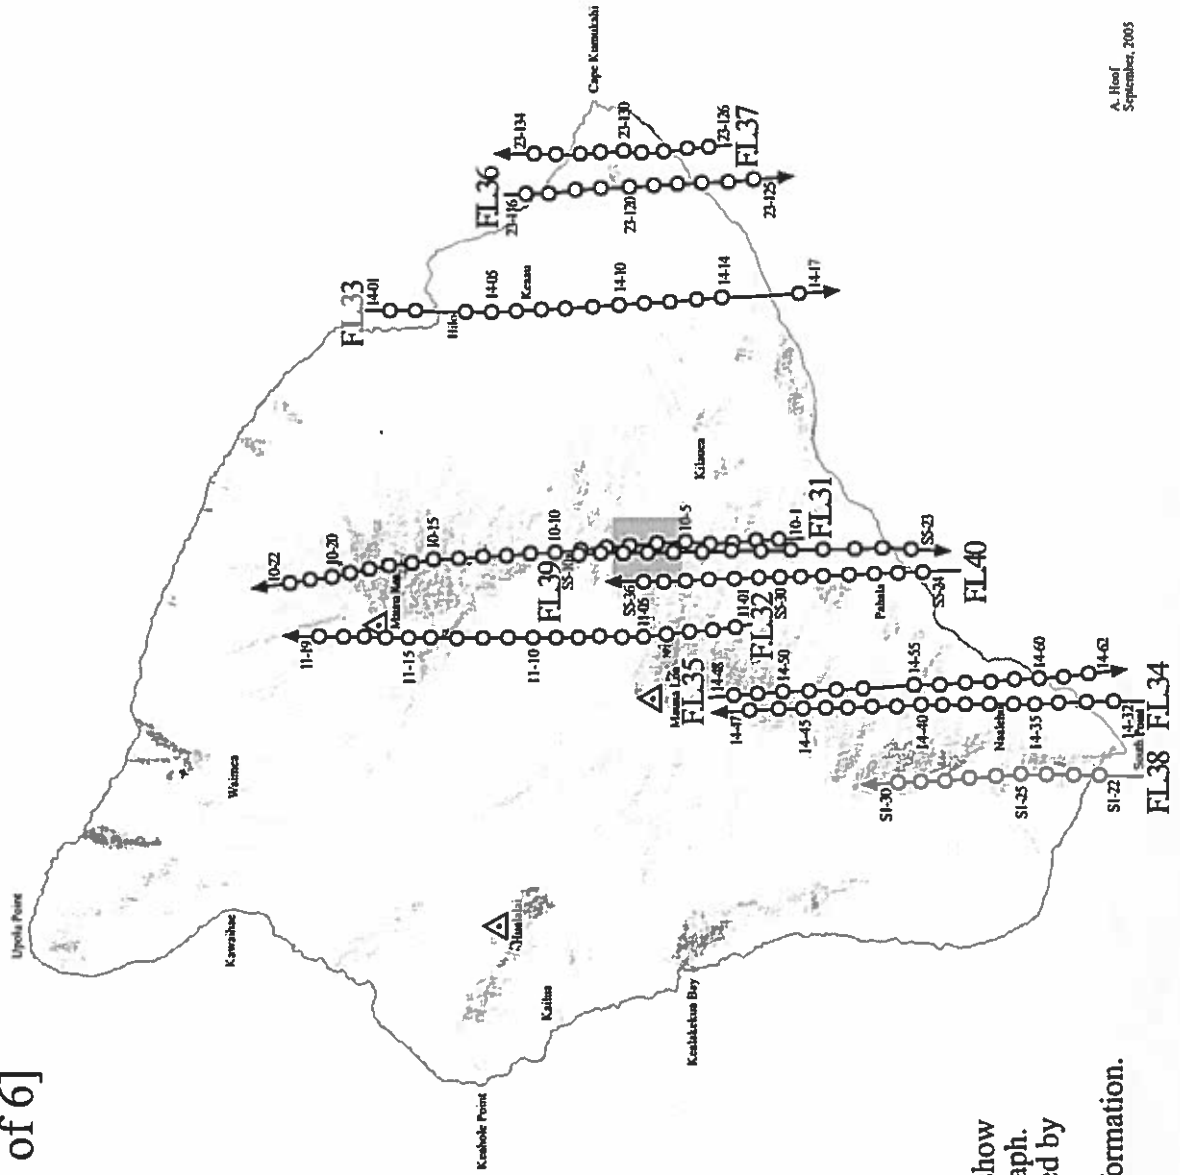 of 6]
Upolu Point
Kawaihae
Waimea
Keahole Point
Kailua
Hualalai
Kealakekua Bay
Mauna Kea
Mauna Loa
Hilo
Keaau
Cape Kumukahi
Kilauea
Pahala
Naalehu
South Point
FL33
14-01
14-05
14-10
14-14
14-17
FL36
23-116
23-120
23-125
23-134
23-130
23-126
FL37
10-22
10-20
10-15
10-10
10-5
10-1
FL31
FL39
SS-23
SS-36
SS-30
SS-24
FL40
11-19
11-15
11-10
11-05
11-01
FL32
FL35
14-48
14-50
14-55
14-60
14-62
14-47
14-45
14-40
14-35
14-32
FL34
S1-30
S1-25
S1-22
FL38
how
aph.
ed by
ormation.
A. Hoof
September, 2005